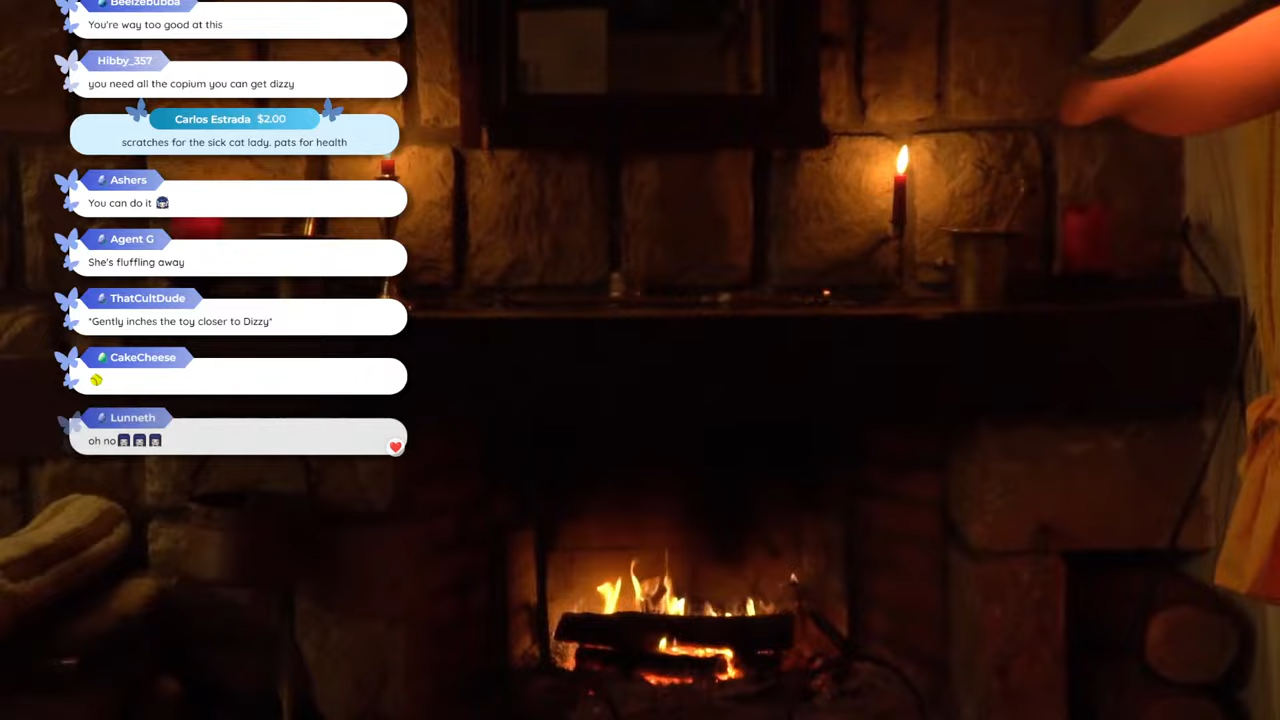 Beelzebubba
You're way too good at this
Hibby_357
you need all the copium you can get dizzy
Carlos Estrada $2.00
scratches for the sick cat lady. pats for health
Ashers
You can do it
Agent G
She's fluffling away
ThatCultDude
*Gently inches the toy closer to Dizzy*
CakeCheese
Lunneth
oh no